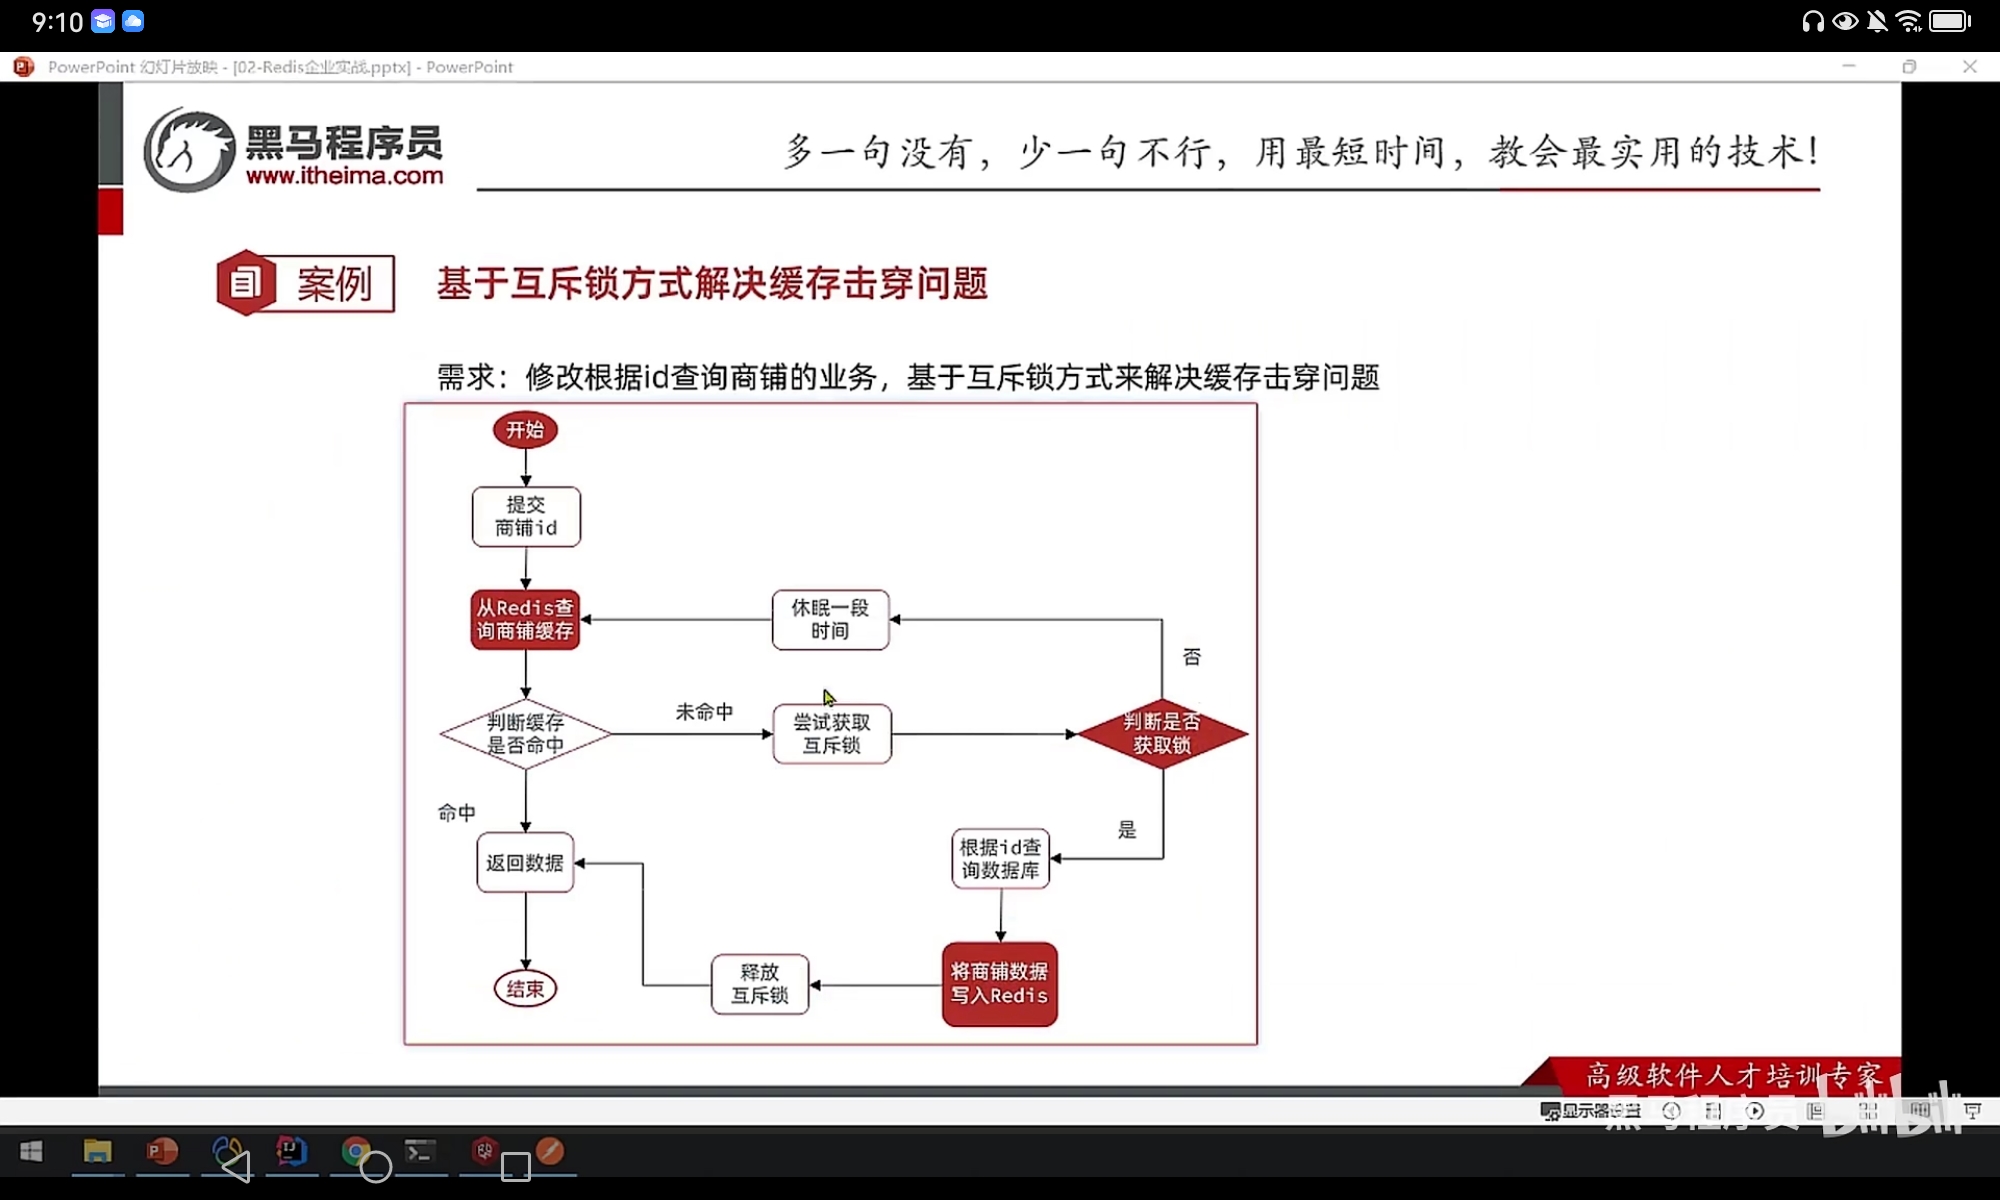 9:10
PowerPoint 幻灯片放映 - [02-Redis企业实战.pptx] - PowerPoint
黑马程序员
www.itheima.com
多一句没有，少一句不行，用最短时间，教会最实用的技术！
案例
基于互斥锁方式解决缓存击穿问题
需求：修改根据id查询商铺的业务，基于互斥锁方式来解决缓存击穿问题
开始
提交
商铺id
从Redis查
询商铺缓存
休眠一段
时间
否
判断缓存
是否命中
未命中
尝试获取
互斥锁
判断是否
获取锁
命中
是
返回数据
根据id查
询数据库
将商铺数据
写入Redis
释放
互斥锁
结束
高级软件人才培训专家
显示器设置
黑马程序员
bilibili